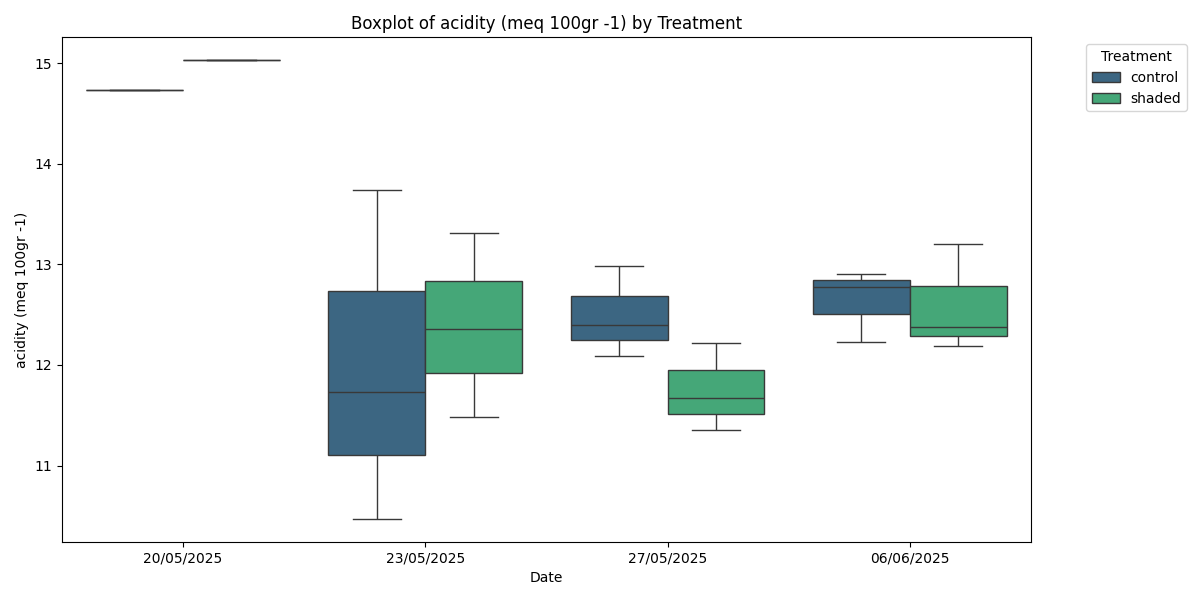 Boxplot of acidity (meq 100gr -1) by Treatment
Treatment
control
shaded
acidity (meq 100gr -1)
15
14
13
12
11
20/05/2025
23/05/2025
27/05/2025
06/06/2025
Date